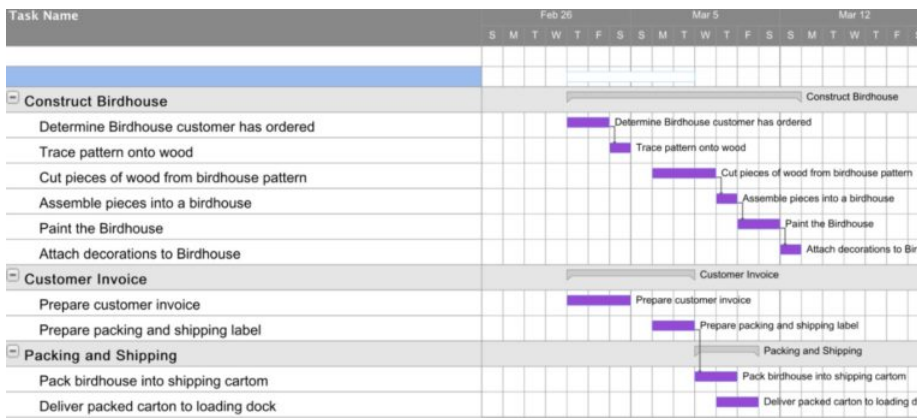 Task Name Feb 26 Mar 5 Mar 12
S M T W T F S S M T W T F S S M T W T F
Construct Birdhouse Construct Birdhouse
Determine Birdhouse customer has ordered Determine Birdhouse customer has ordered
Trace pattern onto wood Trace pattern onto wood
Cut pieces of wood from birdhouse pattern Cut pieces of wood from birdhouse pattern
Assemble pieces into a birdhouse Assemble pieces into a birdhouse
Paint the Birdhouse Paint the Birdhouse
Attach decorations to Birdhouse Attach decorations to Bir
Customer Invoice Customer Invoice
Prepare customer invoice Prepare customer invoice
Prepare packing and shipping label Prepare packing and shipping label
Packing and Shipping Packing and Shipping
Pack birdhouse into shipping cartom Pack birdhouse into shipping cartom
Deliver packed carton to loading dock Deliver packed carton to loading d